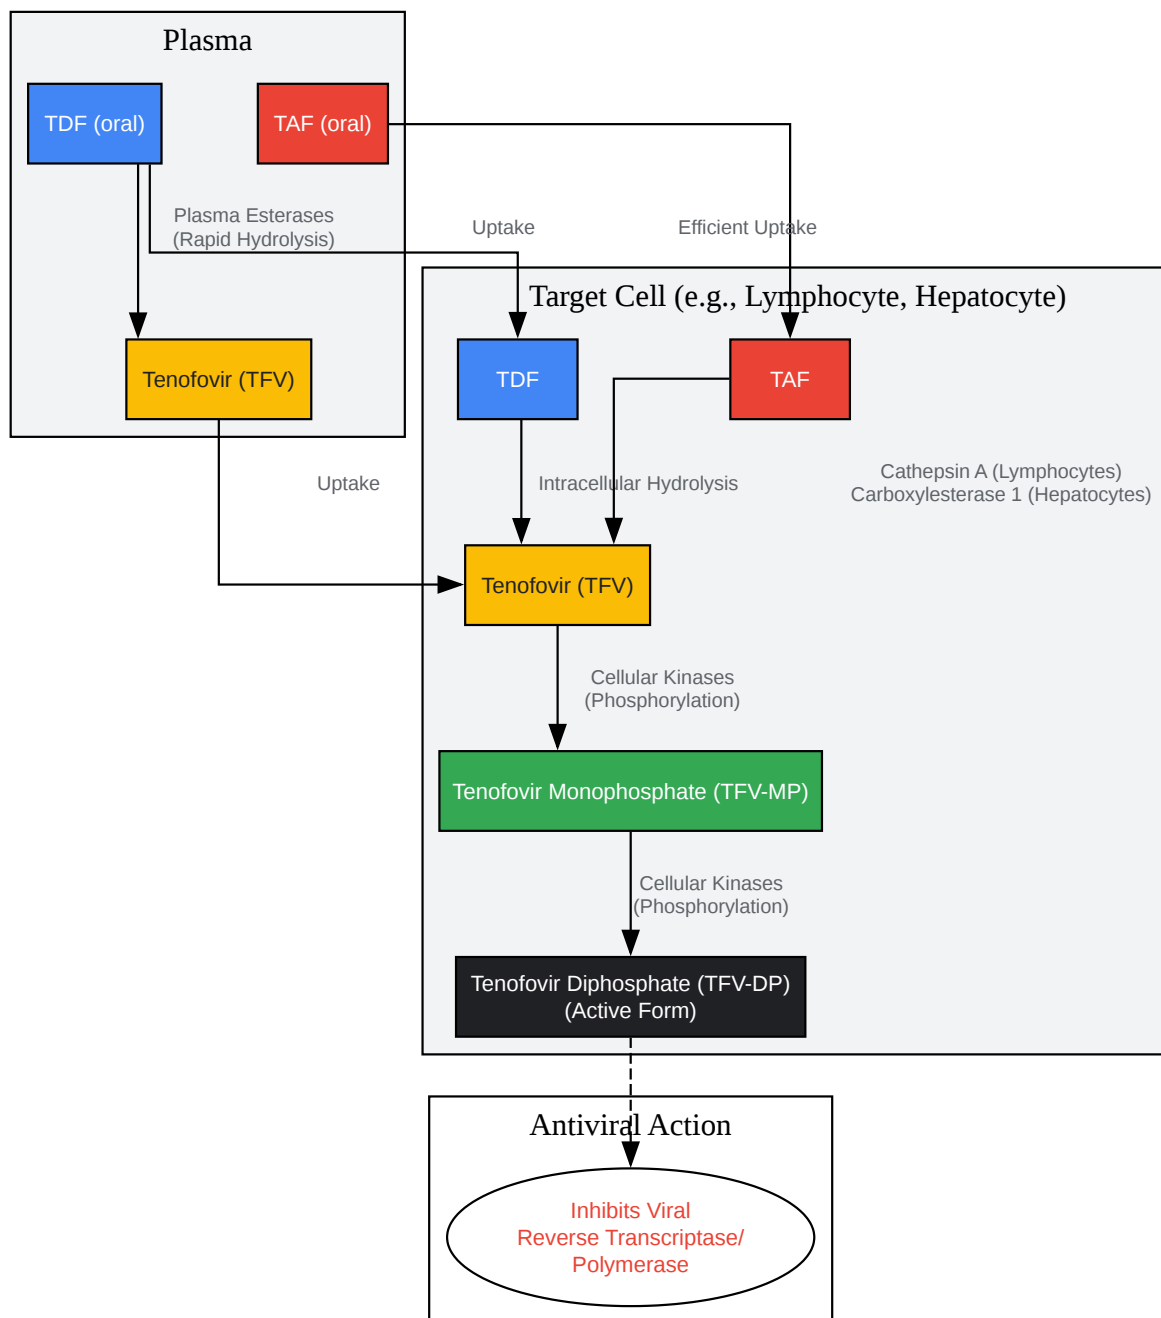 Plasma
TDF (oral)
TAF (oral)
Plasma Esterases
(Rapid Hydrolysis)
Uptake
Efficient Uptake
Target Cell (e.g., Lymphocyte, Hepatocyte)
Tenofovir (TFV)
TDF
TAF
Uptake
Intracellular Hydrolysis
Cathepsin A (Lymphocytes)
Carboxylesterase 1 (Hepatocytes)
Tenofovir (TFV)
Cellular Kinases
(Phosphorylation)
Tenofovir Monophosphate (TFV-MP)
Cellular Kinases
(Phosphorylation)
Tenofovir Diphosphate (TFV-DP)
(Active Form)
Antiviral Action
Inhibits Viral
Reverse Transcriptase/
Polymerase